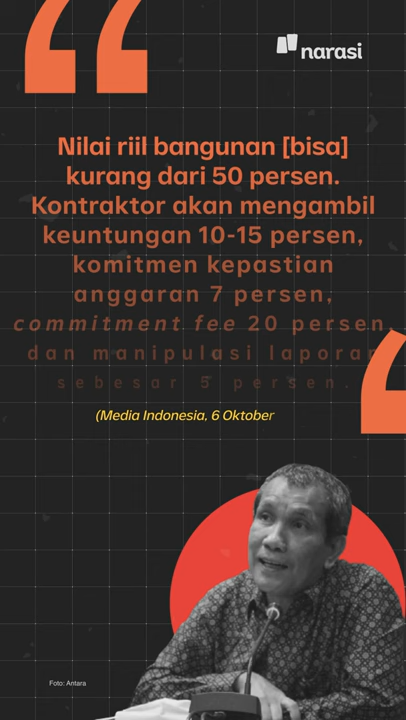 narasi
Nilai riil bangunan [bisa]
kurang dari 50 persen.
Kontraktor akan mengambil
keuntungan 10-15 persen,
komitmen kepastian
anggaran 7 persen,
commitment fee 20 persen,
dan manipulasi laporan
sebesar 5 persen.
(Media Indonesia, 6 Oktober
Foto: Antara